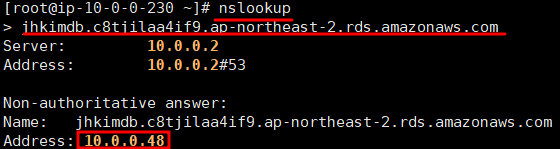 [root@ip-10-0-0-230 ~]# nslookup
> jhkimdb.c8tjilaa4if9.ap-northeast-2.rds.amazonaws.com
Server: 10.0.0.2
Address: 10.0.0.2#53
Non-authoritative answer:
Name: jhkimdb.c8tjilaa4if9.ap-northeast-2.rds.amazonaws.com
Address: 10.0.0.48